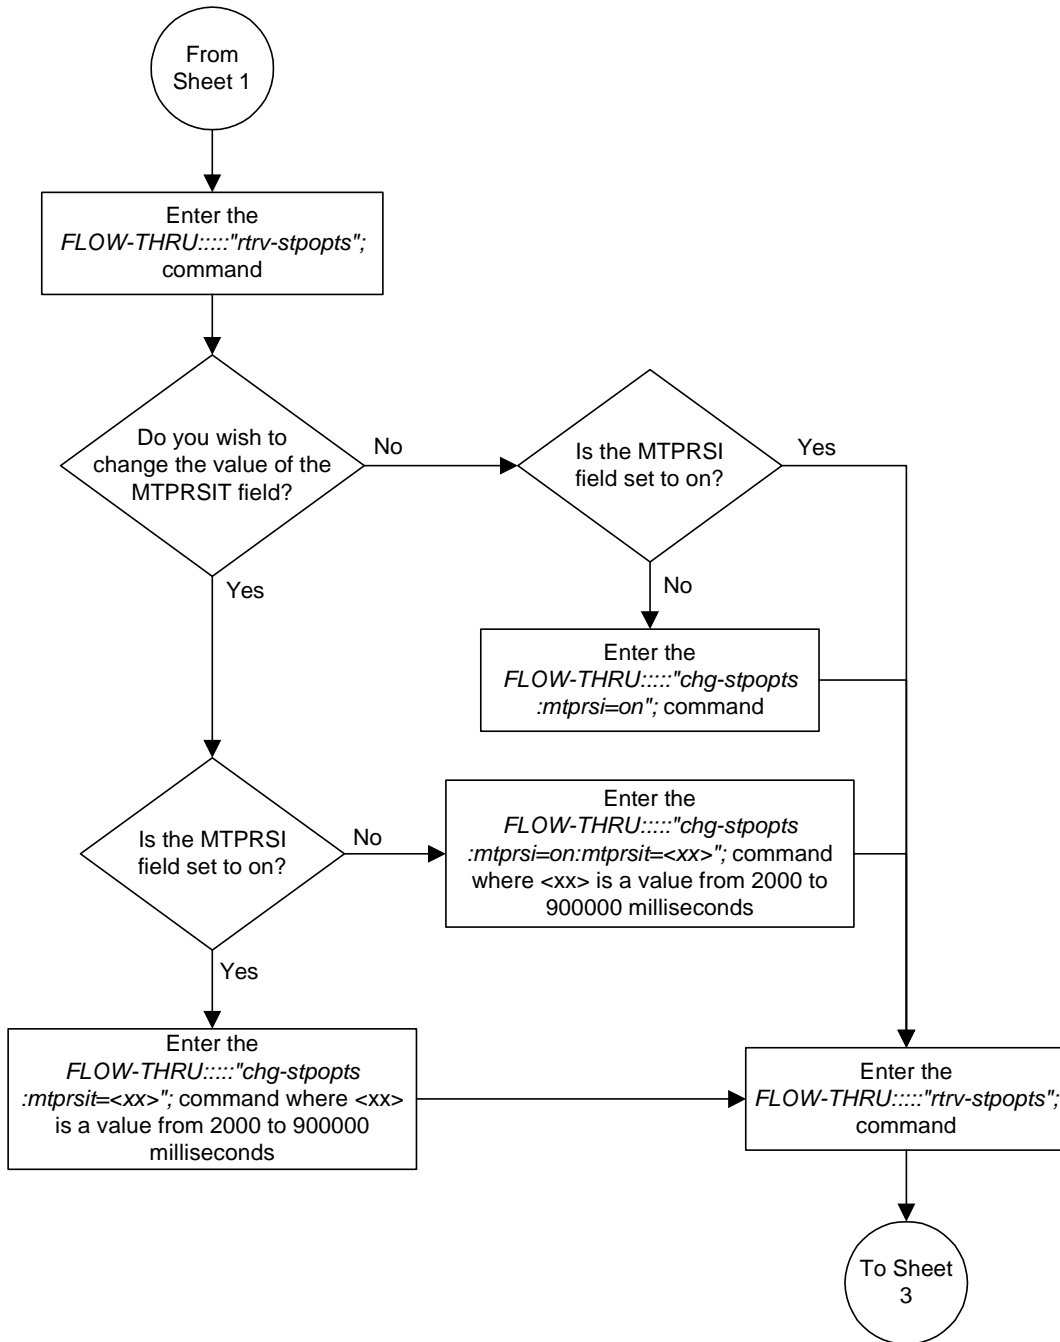 From
Sheet 1
Enter the
FLOW-THRU:::::"rtrv-stpopts";
command
Do you wish to
change the value of the
MTPRSIT field?
No
Yes
Is the MTPRSI
field set to on?
Yes
No
Enter the
FLOW-THRU:::::"chg-stpopts
:mtprsi=on"; command
Is the MTPRSI
field set to on?
No
Yes
Enter the
FLOW-THRU:::::"chg-stpopts
:mtprsi=on:mtprsit=<xx>"; command
where <xx> is a value from 2000 to
900000 milliseconds
Enter the
FLOW-THRU:::::"chg-stpopts
:mtprsit=<xx>"; command where <xx>
is a value from 2000 to 900000
milliseconds
Enter the
FLOW-THRU:::::"rtrv-stpopts";
command
To Sheet
3